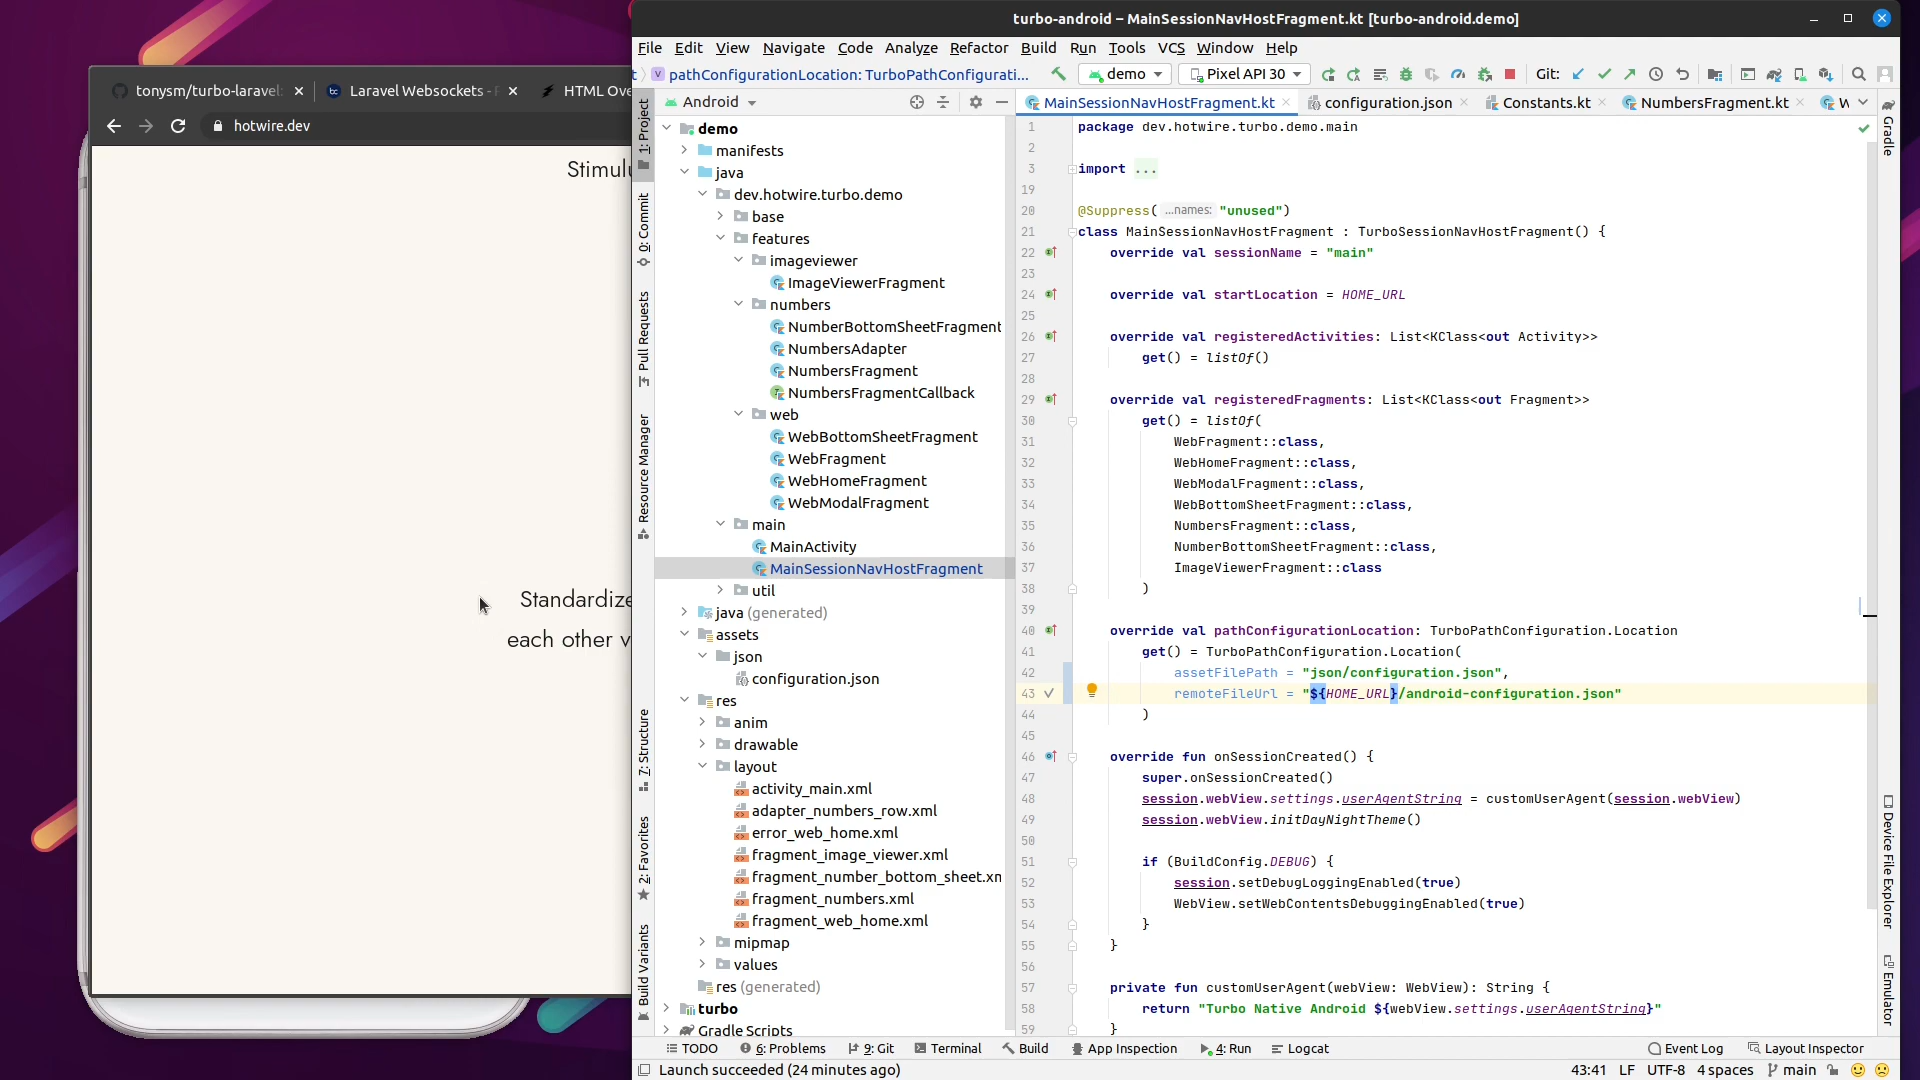 turbo-android – MainSessionNavHostFragment.kt [turbo-android.demo]
File Edit View Navigate Code Analyze Refactor Build Run Tools VCS Window Help
pathConfigurationLocation: TurboPathConfigurati...
demo
Pixel API 30
Git:
tonysm/turbo-laravel:
Laravel Websockets -
HTML Ove
hotwire.dev
Stimulu
Standardize
each other v
Android
MainSessionNavHostFragment.kt
configuration.json
Constants.kt
NumbersFragment.kt
W
1: Project
0: Commit
Pull Requests
Resource Manager
7: Structure
2: Favorites
Build Variants
demo
manifests
java
dev.hotwire.turbo.demo
base
features
imageviewer
ImageViewerFragment
numbers
NumberBottomSheetFragment
NumbersAdapter
NumbersFragment
NumbersFragmentCallback
web
WebBottomSheetFragment
WebFragment
WebHomeFragment
WebModalFragment
main
MainActivity
MainSessionNavHostFragment
util
java (generated)
assets
json
configuration.json
res
anim
drawable
layout
activity_main.xml
adapter_numbers_row.xml
error_web_home.xml
fragment_image_viewer.xml
fragment_number_bottom_sheet.xm
fragment_numbers.xml
fragment_web_home.xml
mipmap
values
res (generated)
turbo
Gradle Scripts
1 package dev.hotwire.turbo.demo.main
2
3 import ...
19
20 @Suppress( ...names: "unused")
21 class MainSessionNavHostFragment : TurboSessionNavHostFragment() {
22 override val sessionName = "main"
23
24 override val startLocation = HOME_URL
25
26 override val registeredActivities: List<KClass<out Activity>>
27 get() = listOf()
28
29 override val registeredFragments: List<KClass<out Fragment>>
30 get() = listOf(
31 WebFragment::class,
32 WebHomeFragment::class,
33 WebModalFragment::class,
34 WebBottomSheetFragment::class,
35 NumbersFragment::class,
36 NumberBottomSheetFragment::class,
37 ImageViewerFragment::class
38 )
39
40 override val pathConfigurationLocation: TurboPathConfiguration.Location
41 get() = TurboPathConfiguration.Location(
42 assetFilePath = "json/configuration.json",
43 remoteFileUrl = "${HOME_URL}/android-configuration.json"
44 )
45
46 override fun onSessionCreated() {
47 super.onSessionCreated()
48 session.webView.settings.userAgentString = customUserAgent(session.webView)
49 session.webView.initDayNightTheme()
50
51 if (BuildConfig.DEBUG) {
52 session.setDebugLoggingEnabled(true)
53 WebView.setWebContentsDebuggingEnabled(true)
54 }
55 }
56
57 private fun customUserAgent(webView: WebView): String {
58 return "Turbo Native Android ${webView.settings.userAgentString}"
59 }
Gradle
Device File Explorer
Emulator
TODO
6: Problems
9: Git
Terminal
Build
App Inspection
4: Run
Logcat
Event Log
Layout Inspector
Launch succeeded (24 minutes ago)
43:41 LF UTF-8 4 spaces main